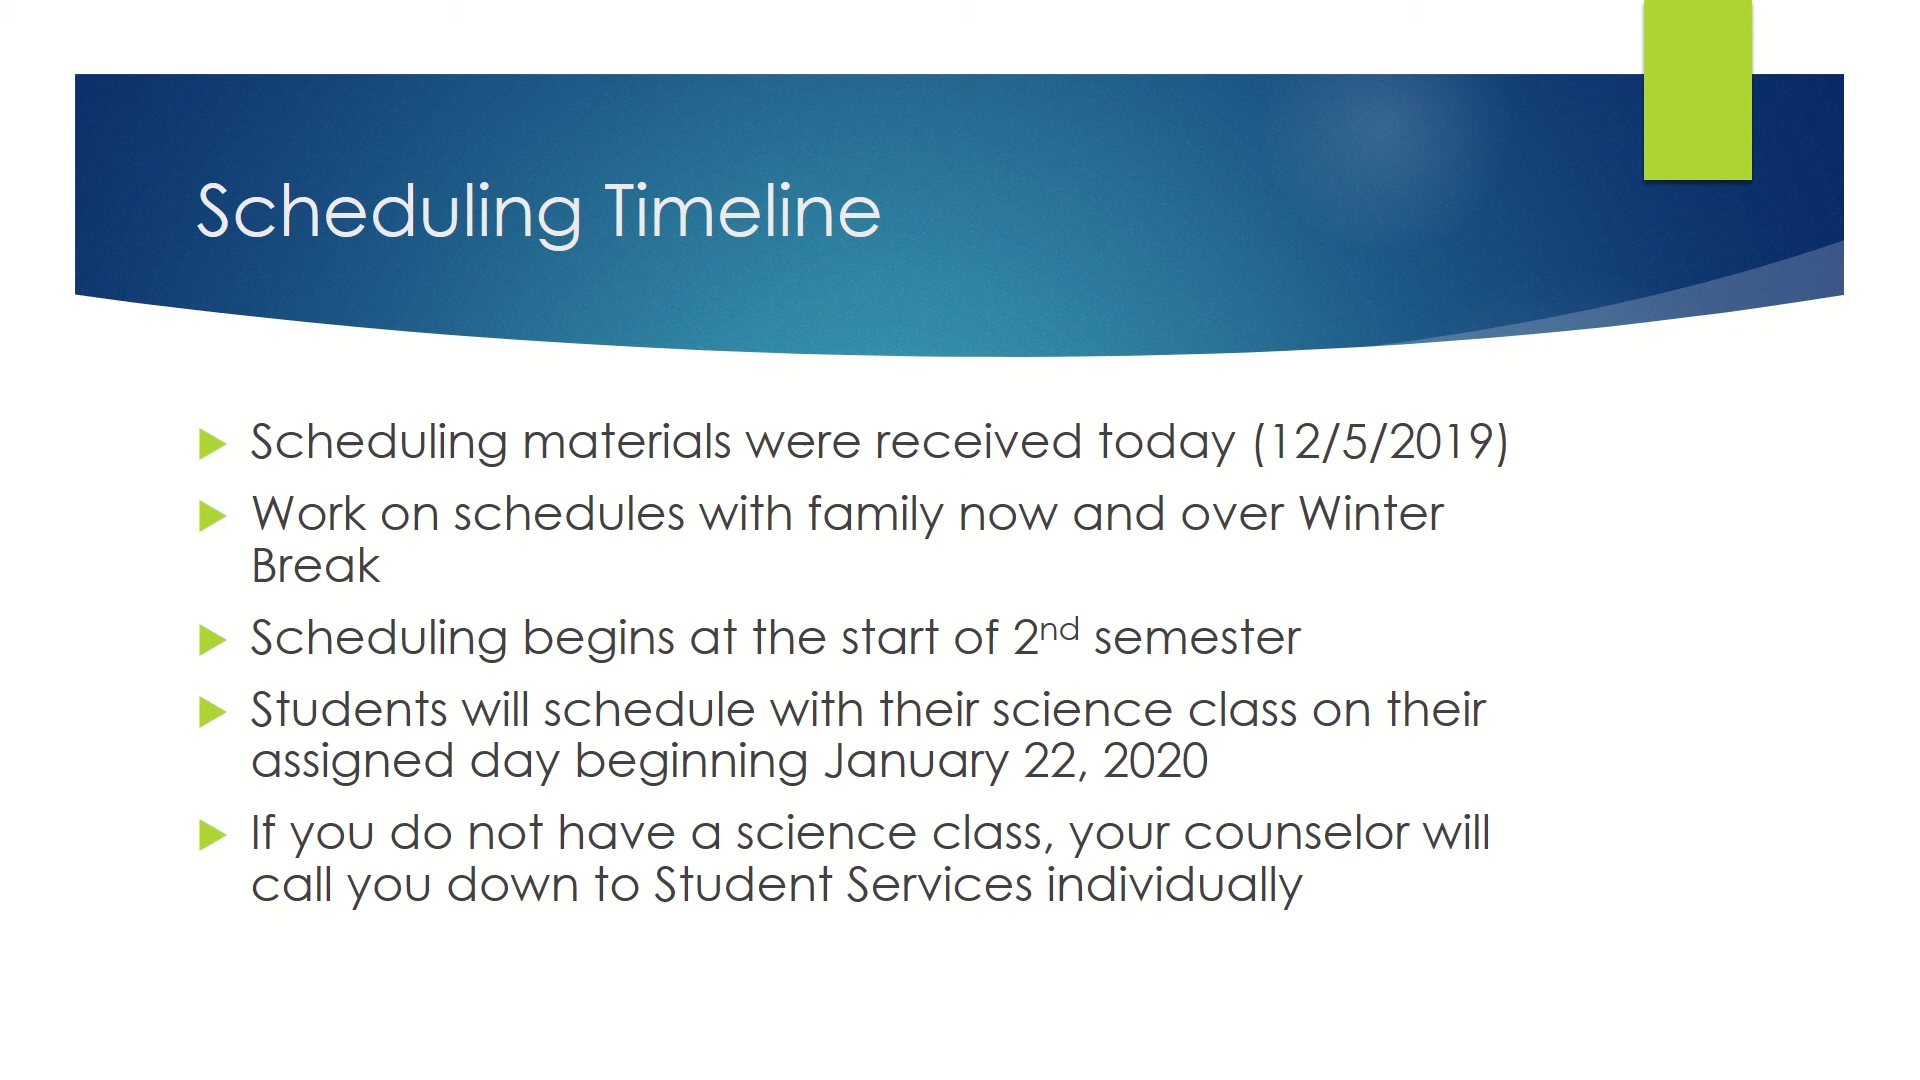 Scheduling Timeline
Scheduling materials were received today (12/5/2019)
Work on schedules with family now and over Winter
Break
Scheduling begins at the start of 2nd semester
Students will schedule with their science class on their
assigned day beginning January 22, 2020
If you do not have a science class, your counselor will
call you down to Student Services individually